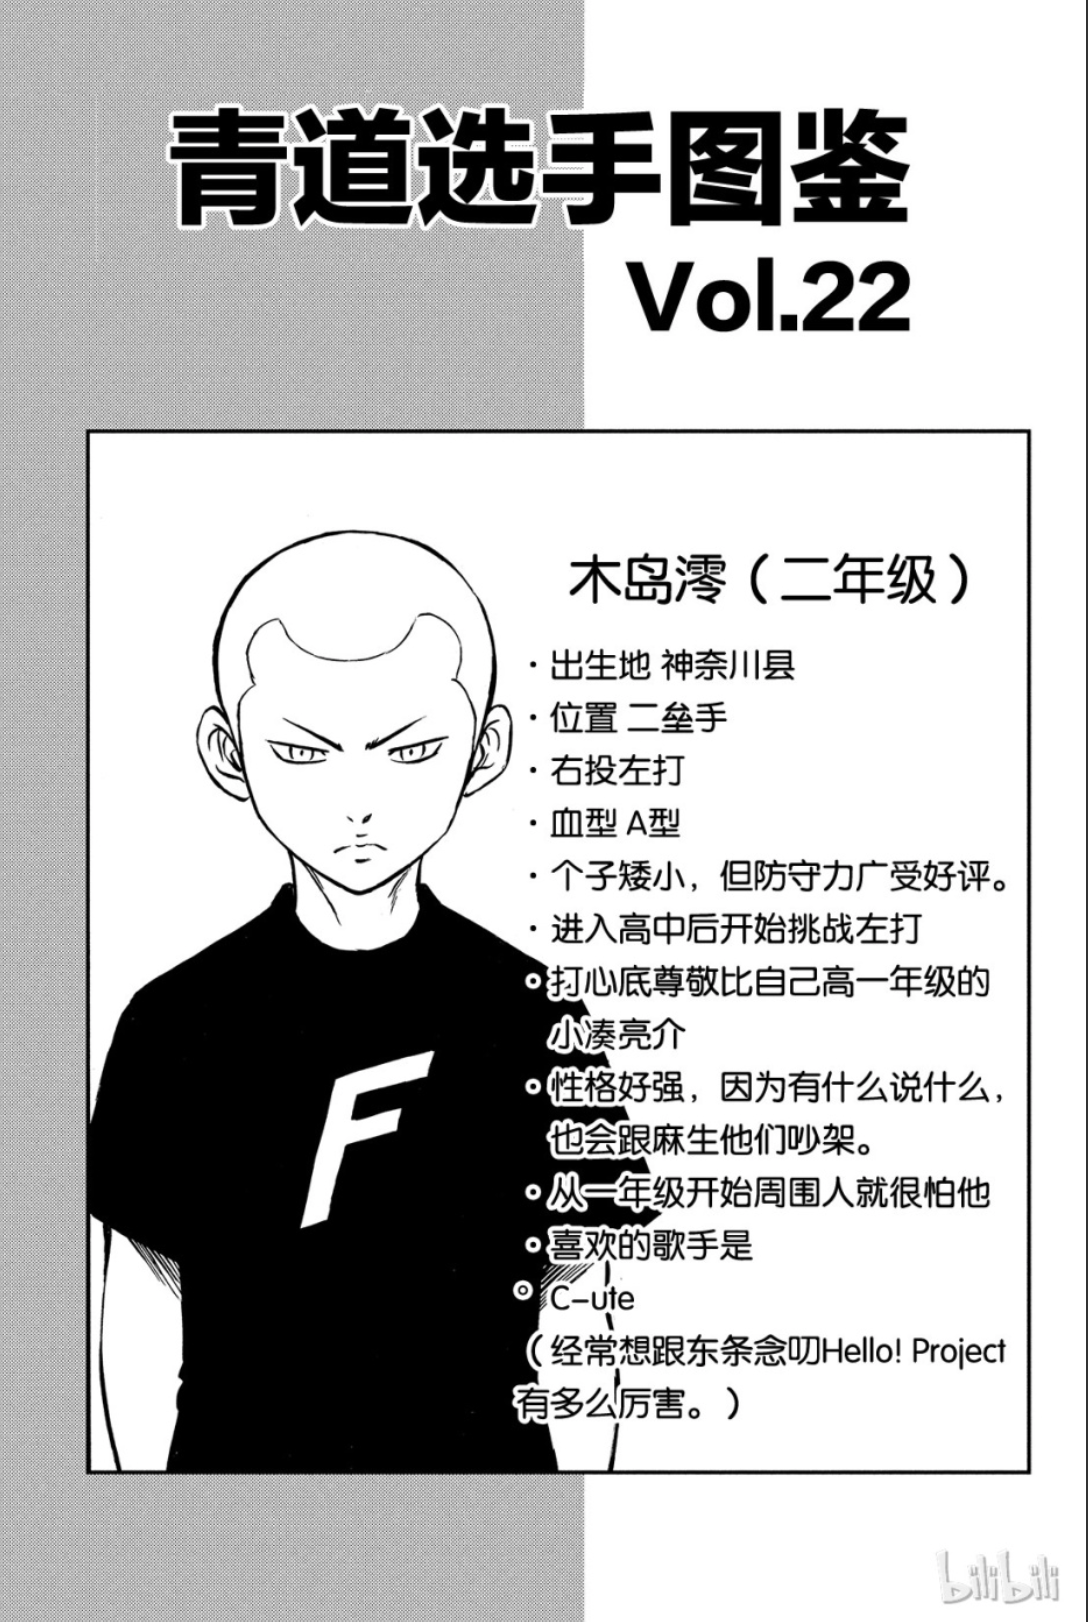 青道选手图鉴
Vol.22
木岛澪（二年级）
·出生地 神奈川县
·位置 二垒手
·右投左打
·血型 A型
·个子矮小，但防守力广受好评。
·进入高中后开始挑战左打
·打心底尊敬比自己高一年级的
小凑亮介
·性格好强，因为有什么说什么，
也会跟麻生他们吵架。
·从一年级开始周围人就很怕他
·喜欢的歌手是
°C-ute
（经常想跟东条念叨Hello! Project
有多么厉害。）
F
bilibili